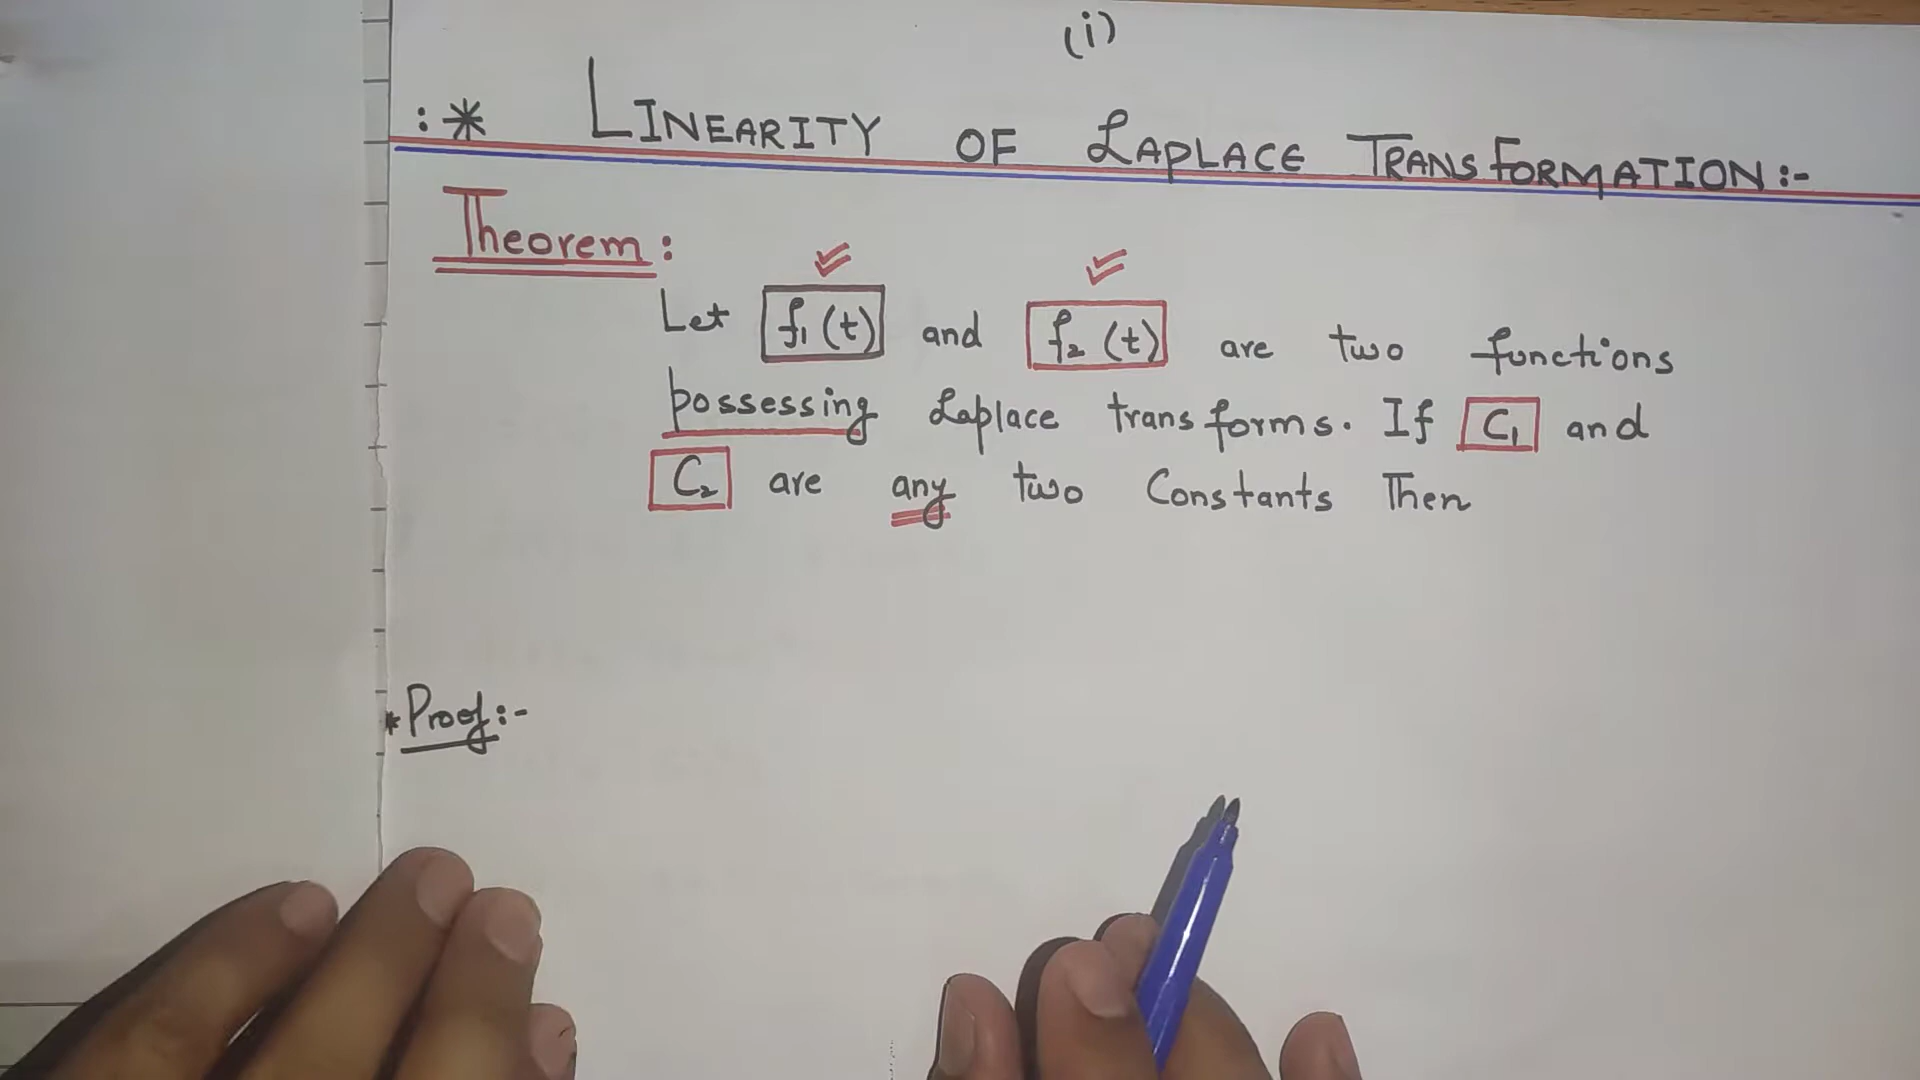 (i)
:* LINEARITY OF LAPLACE TRANSFORMATION:-
Theorem:
Let f₁(t) and f₂(t) are two functions
possessing Laplace transforms. If C₁ and
C₂ are any two Constants Then
*Proof:-